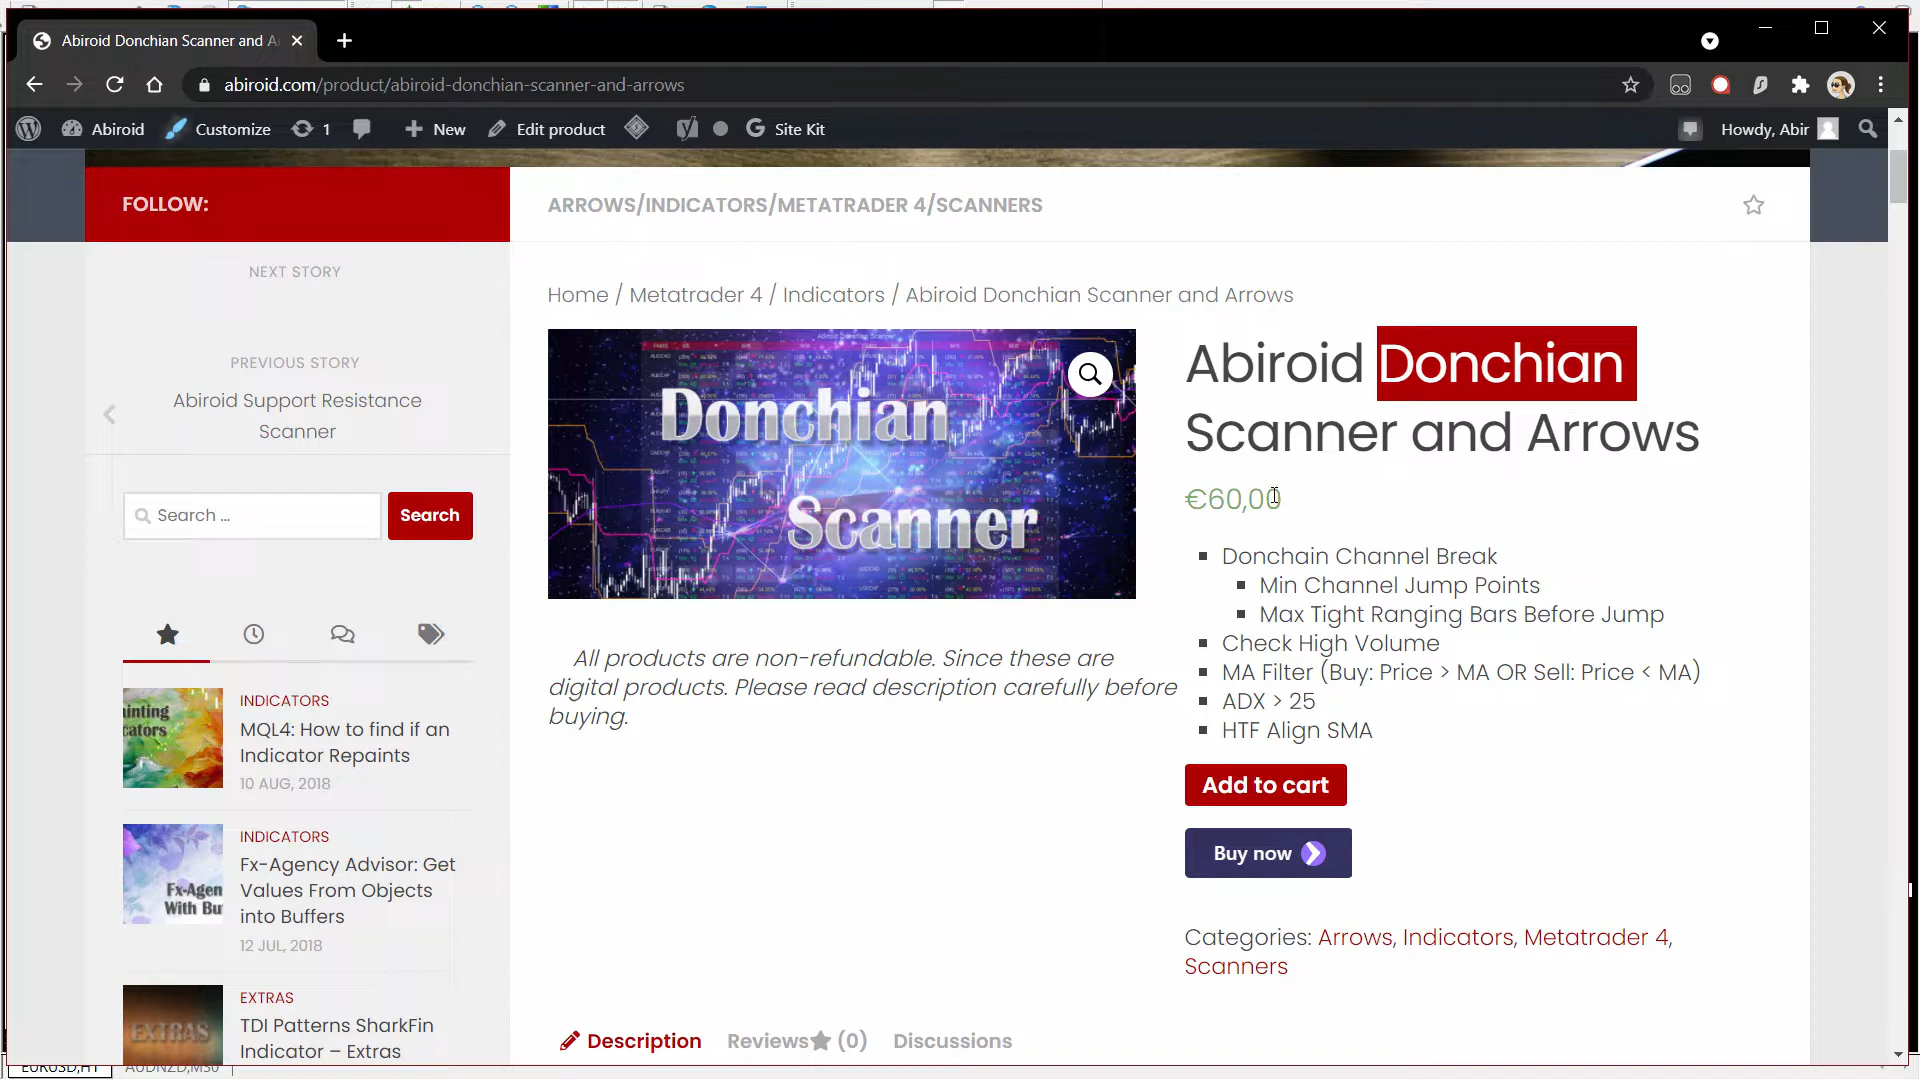 Abiroid Donchian Scanner and A
abiroid.com/product/abiroid-donchian-scanner-and-arrows
Abiroid
Customize
1
New
Edit product
Site Kit
Howdy, Abir
FOLLOW:
ARROWS/INDICATORS/METATRADER 4/SCANNERS
NEXT STORY
PREVIOUS STORY
Abiroid Support Resistance
Scanner
Search ...
Search
INDICATORS
MQL4: How to find if an
Indicator Repaints
10 AUG, 2018
INDICATORS
Fx-Agency Advisor: Get
Values From Objects
into Buffers
12 JUL, 2018
EXTRAS
TDI Patterns SharkFin
Indicator – Extras
Home / Metatrader 4 / Indicators / Abiroid Donchian Scanner and Arrows
Donchian
Scanner
All products are non-refundable. Since these are
digital products. Please read description carefully before
buying.
Abiroid Donchian
Scanner and Arrows
€60,00
Donchain Channel Break
Min Channel Jump Points
Max Tight Ranging Bars Before Jump
Check High Volume
MA Filter (Buy: Price > MA OR Sell: Price < MA)
ADX > 25
HTF Align SMA
Add to cart
Buy now
Categories: Arrows, Indicators, Metatrader 4,
Scanners
Description
Reviews (0)
Discussions
EURUSD,H1
AUDNZD,M30